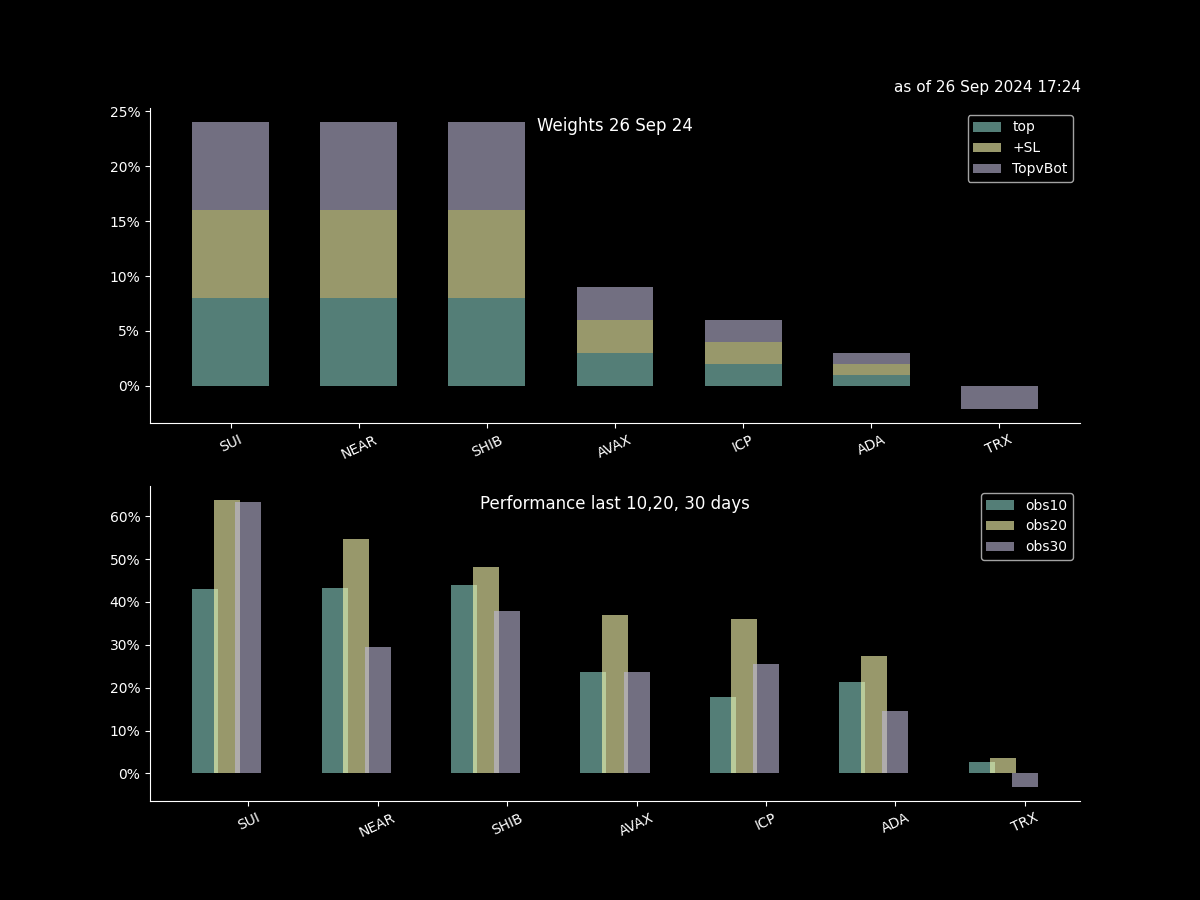 as of 26 Sep 2024 17:24
Weights 26 Sep 24
top
+SL
TopvBot
25%
20%
15%
10%
5%
0%
SUI NEAR SHIB AVAX ICP ADA TRX
Performance last 10,20, 30 days
obs10
obs20
obs30
60%
50%
40%
30%
20%
10%
0%
SUI NEAR SHIB AVAX ICP ADA TRX